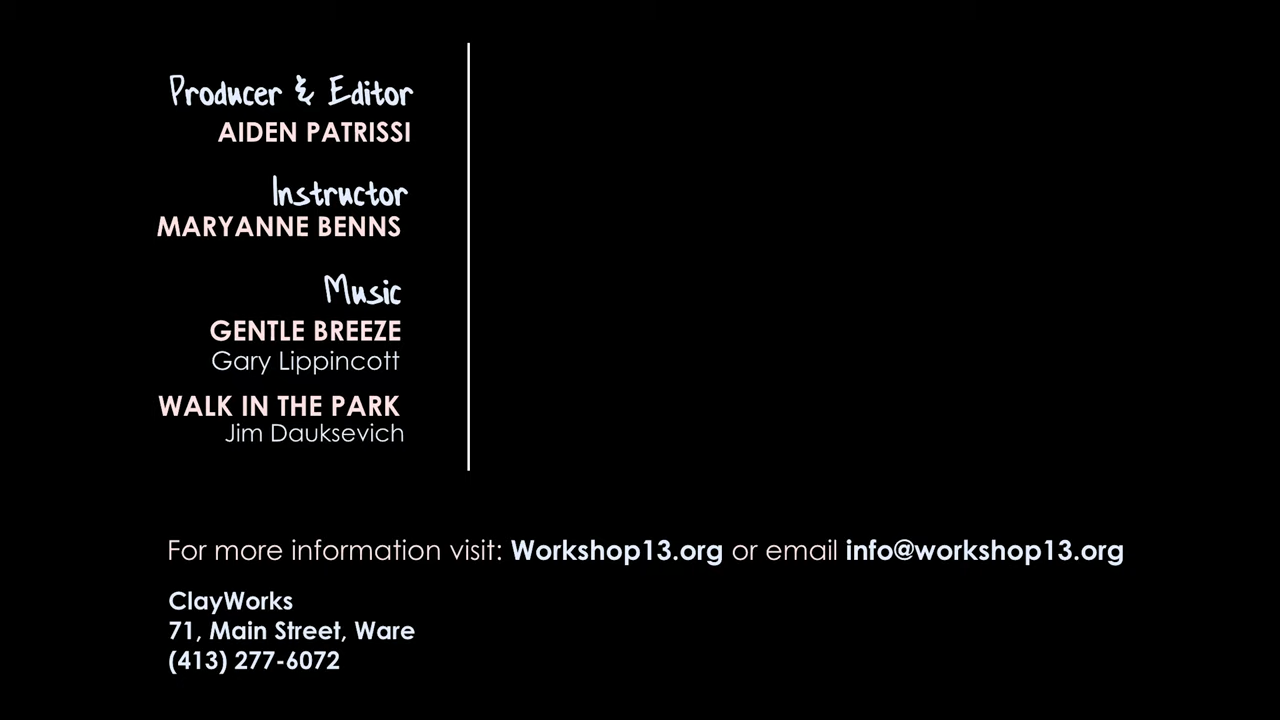 Producer & Editor
AIDEN PATRISSI
Instructor
MARYANNE BENNS
Music
GENTLE BREEZE
Gary Lippincott
WALK IN THE PARK
Jim Dauksevich
For more information visit: Workshop13.org or email info@workshop13.org
ClayWorks
71, Main Street, Ware
(413) 277-6072